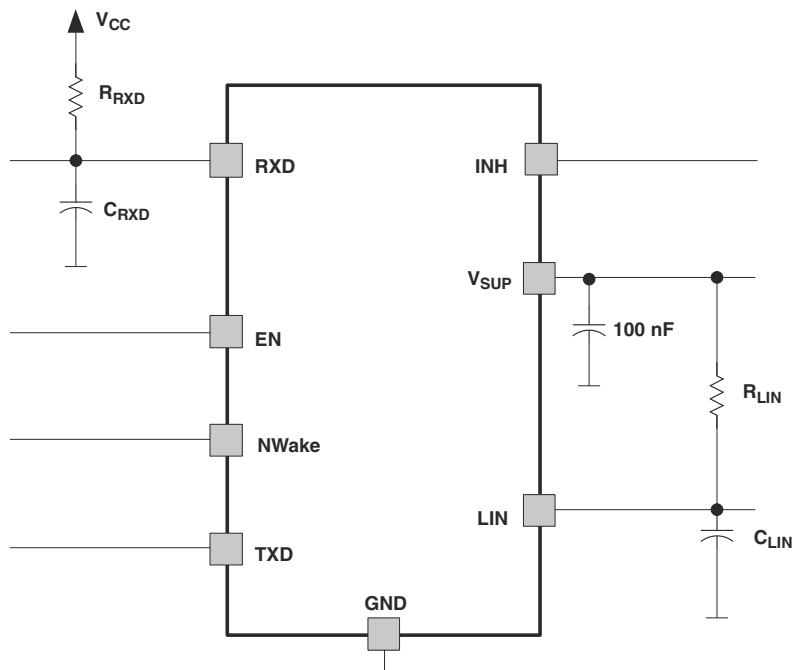 VCC
RRXD
RXD
INH
CRXD
VSUP
EN
100 nF
RLIN
NWake
LIN
TXD
CLIN
GND